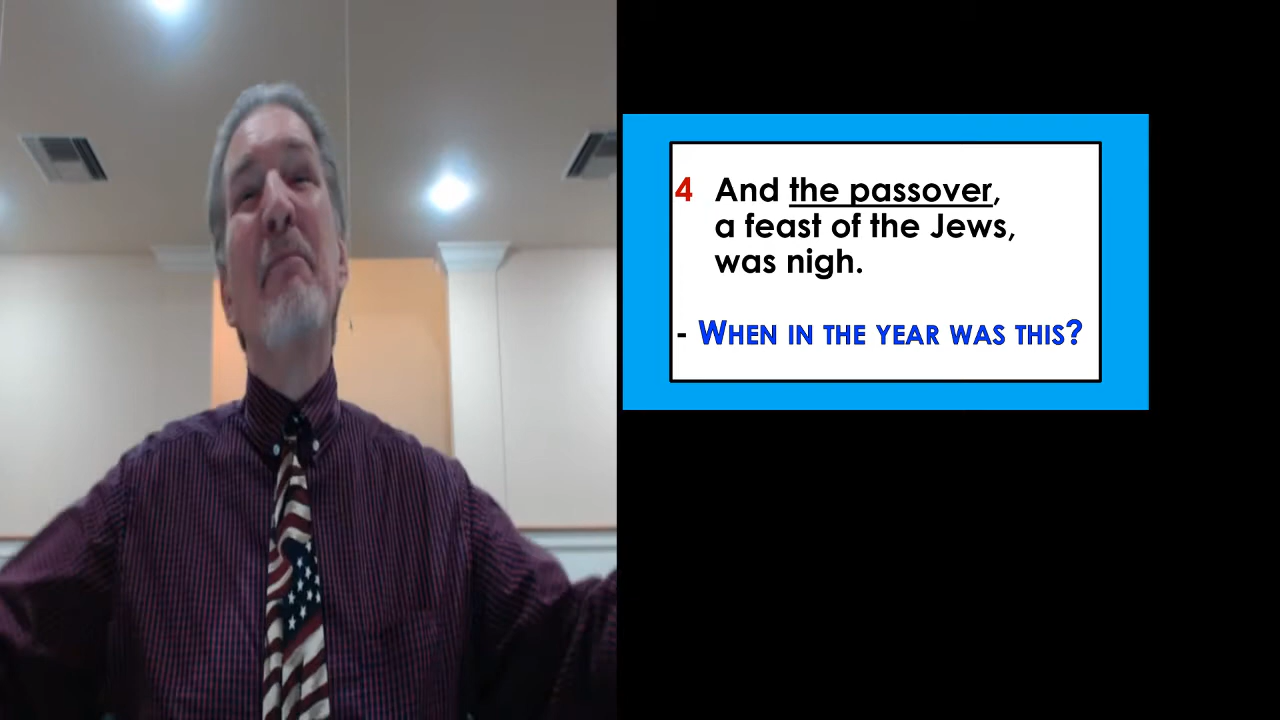 4 And the passover,
a feast of the Jews,
was nigh.
- WHEN IN THE YEAR WAS THIS?